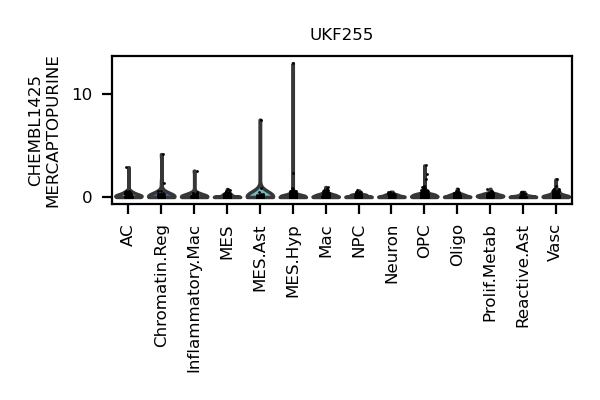 UKF255
CHEMBL1425
MERCAPTOPURINE
10
0
AC
Chromatin.Reg
Inflammatory.Mac
MES
MES.Ast
MES.Hyp
Mac
NPC
Neuron
OPC
Oligo
Prolif.Metab
Reactive.Ast
Vasc